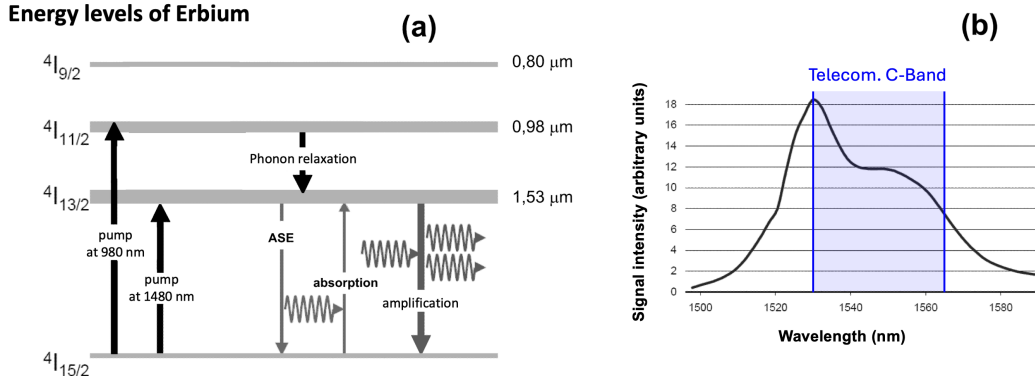 Energy levels of Erbium
(a)
⁴I₉/₂
0,80 μm
⁴I₁₁/₂
0,98 μm
Phonon relaxation
⁴I₁₃/₂
1,53 μm
pump
at 980 nm
pump
at 1480 nm
ASE
absorption
amplification
⁴I₁₅/₂
(b)
Telecom. C-Band
Signal intensity (arbitrary units)
18
16
14
12
10
8
6
4
2
0
1500 1520 1540 1560 1580
Wavelength (nm)